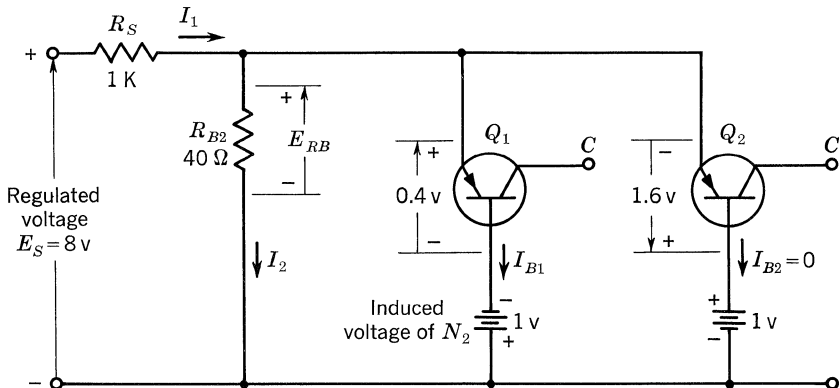 R_S
I_1
+
1 K
R_B2
40 Ω
+
E_RB
−
Regulated
voltage
E_S = 8 v
I_2
−
Q_1
C
+
0.4 v
−
I_B1
Induced
voltage of N_2
−
1 v
+
Q_2
C
−
1.6 v
+
I_B2 = 0
+
1 v
−